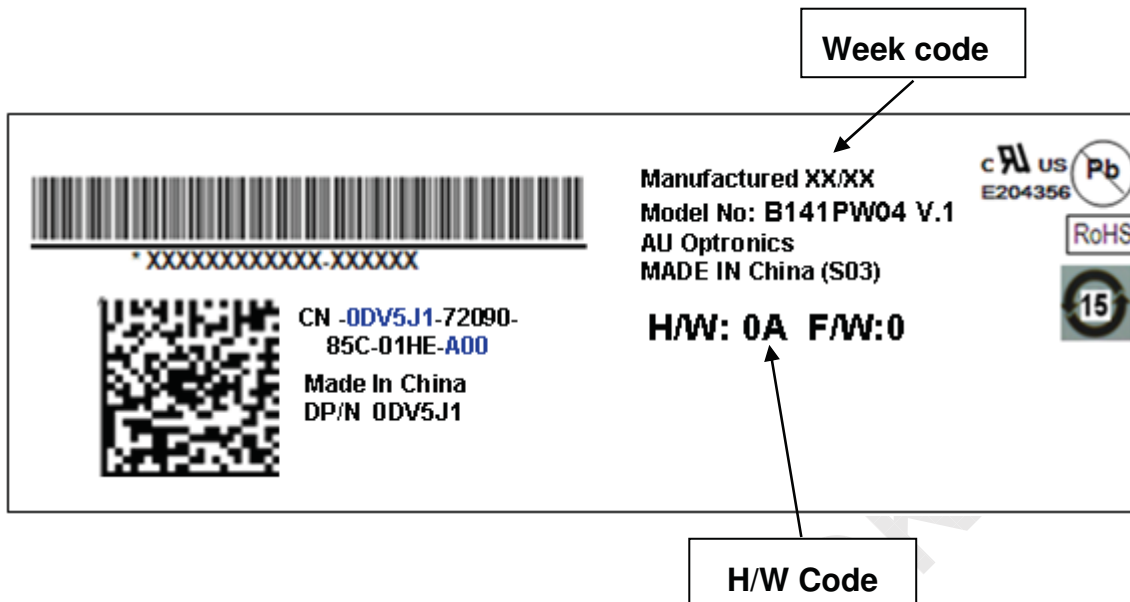 Week code
Manufactured XX/XX
Model No: B141PW04 V.1
AU Optronics
MADE IN China (S03)
H/W: 0A F/W:0
c RU US
E204356
Pb
RoHS
15
* XXXXXXXXXXXX-XXXXXX
CN -0DV5J1-72090-
85C-01HE-A00
Made In China
DP/N 0DV5J1
H/W Code